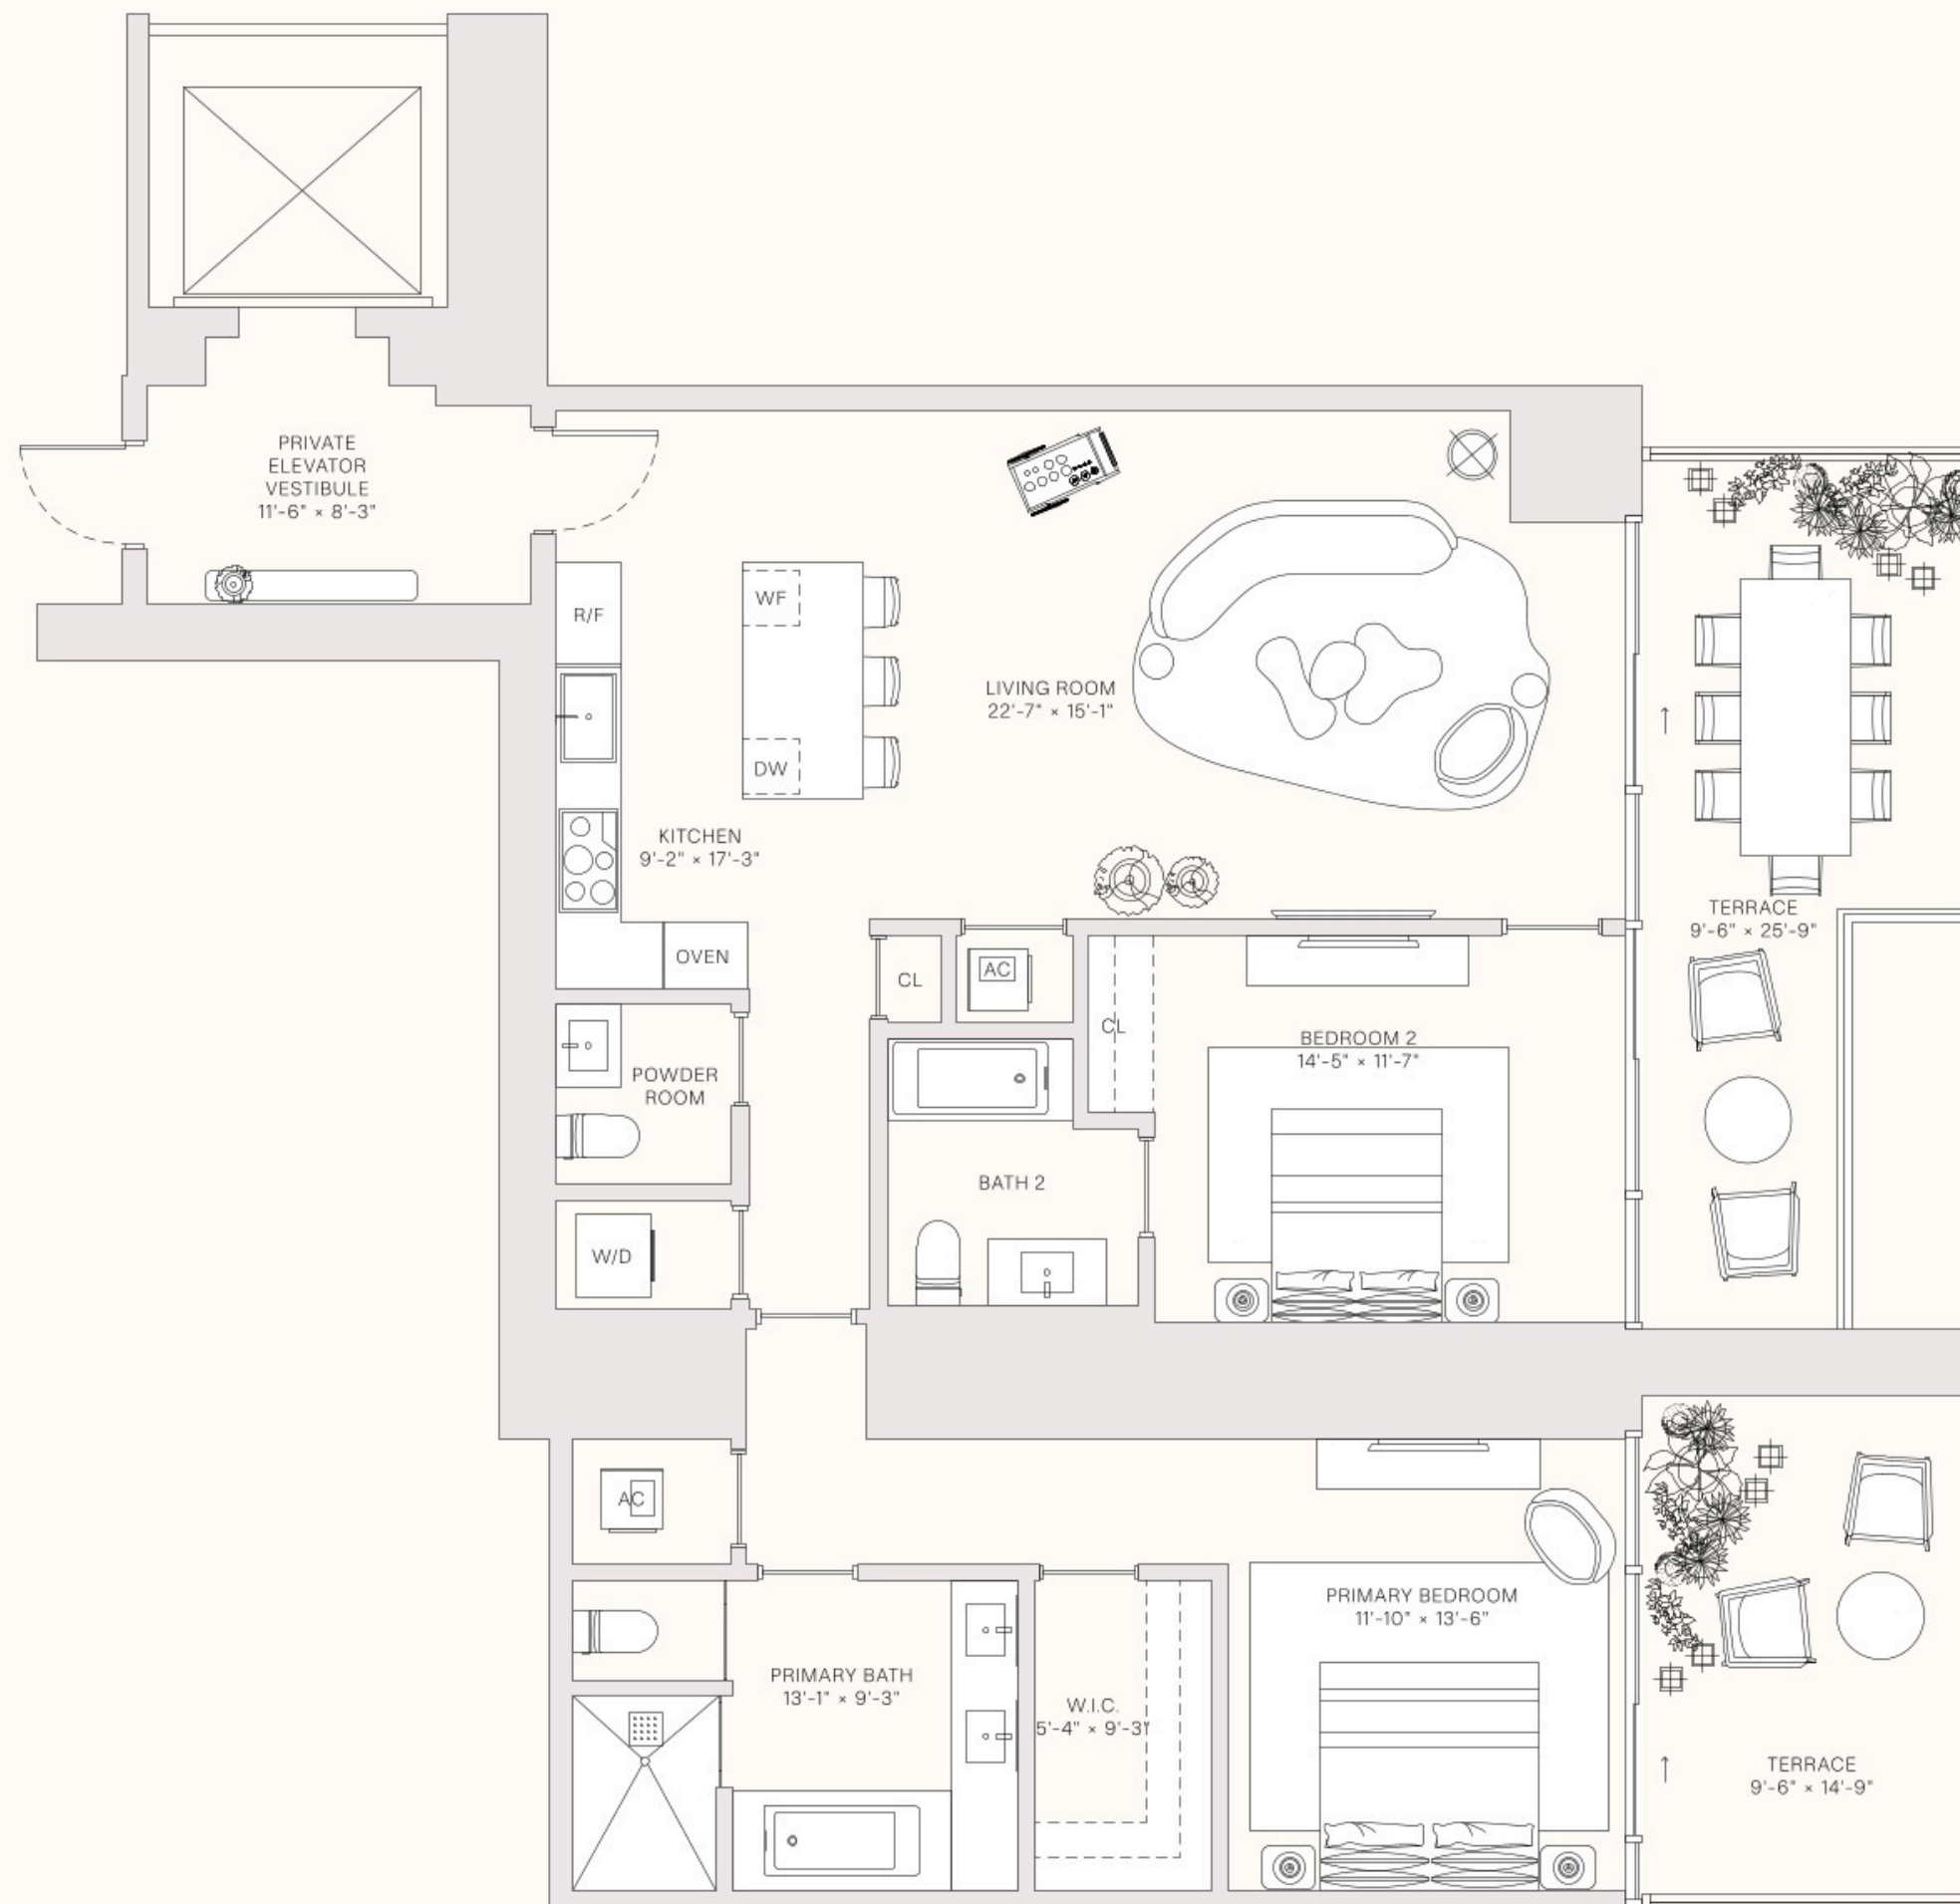 PRIVATE
ELEVATOR
VESTIBULE
11'-6" × 8'-3"
R/F
WF
DW
LIVING ROOM
22'-7" × 15'-1"
KITCHEN
9'-2" × 17'-3"
OVEN
CL
AC
CL
TERRACE
9'-6" × 25'-9"
BEDROOM 2
14'-5" × 11'-7"
POWDER
ROOM
BATH 2
W/D
AC
PRIMARY BEDROOM
11'-10" × 13'-6"
PRIMARY BATH
13'-1" × 9'-3"
W.I.C.
5'-4" × 9'-3"
TERRACE
9'-6" × 14'-9"